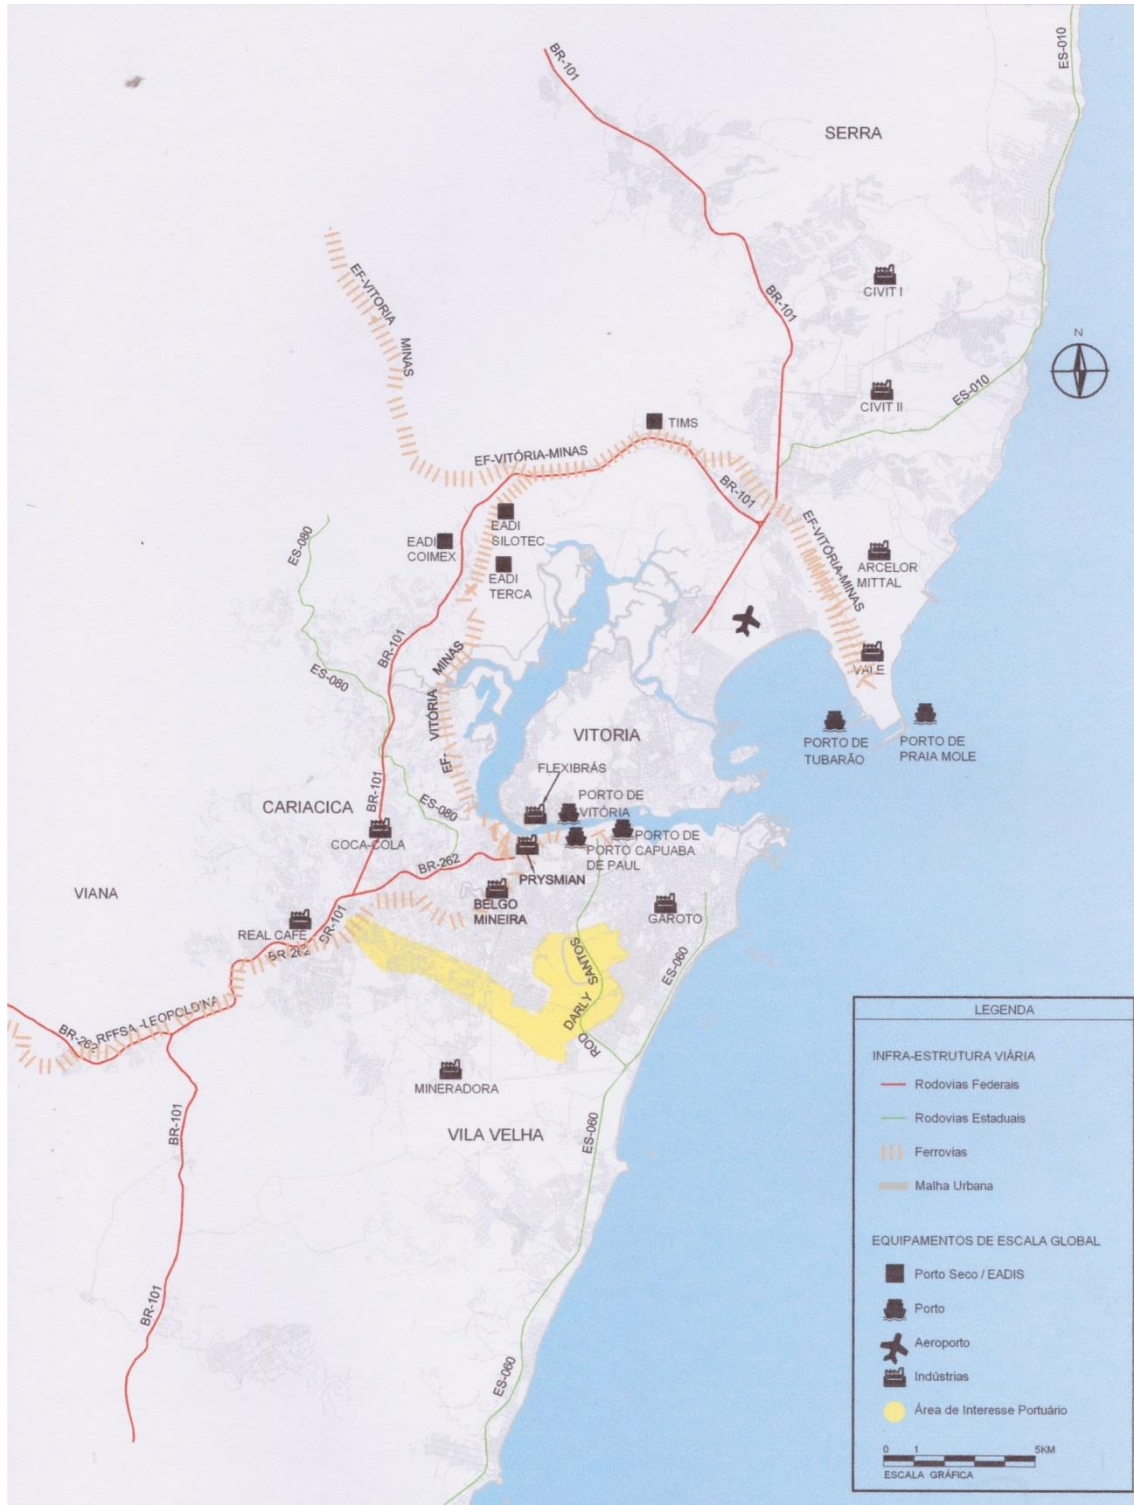 BR-101
ES-010
SERRA
EF-VITORIA
MINAS
BR-101
CIVIT I
N
CIVIT II
ES-010
TIMS
EF-VITÓRIA-MINAS
BR-101
BR-101
EADI
SILOTEC
EADI
COIMEX
ES-080
EADI
TERCA
EF-VITÓRIA-MINAS
ARCELOR
MITTAL
BR-101
ES-080
EF-
VITÓRIA
MINAS
VALE
VITORIA
PORTO DE
TUBARÃO
PORTO DE
PRAIA MOLE
FLEXIBRÁS
PORTO DE
VITÓRIA
CARIACICA
BR-101
ES-080
COCA-COLA
PORTO DE
CAPUABA
PORTO
DE PAUL
BR-262
PRYSMIAN
VIANA
BELGO
MINEIRA
GAROTO
REAL CAFÉ
BR-101
BR-262
ROD
DARLY
SANTOS
ES-060
BR-262
RFFSA -LEOPOLDINA
MINERADORA
BR-101
VILA VELHA
ES-060
BR-101
ES-060
LEGENDA
INFRA-ESTRUTURA VIÁRIA
Rodovias Federais
Rodovias Estaduais
Ferrovias
Malha Urbana
EQUIPAMENTOS DE ESCALA GLOBAL
Porto Seco / EADIS
Porto
Aeroporto
Indústrias
Área de Interesse Portuário
0 1 5KM
ESCALA GRÁFICA